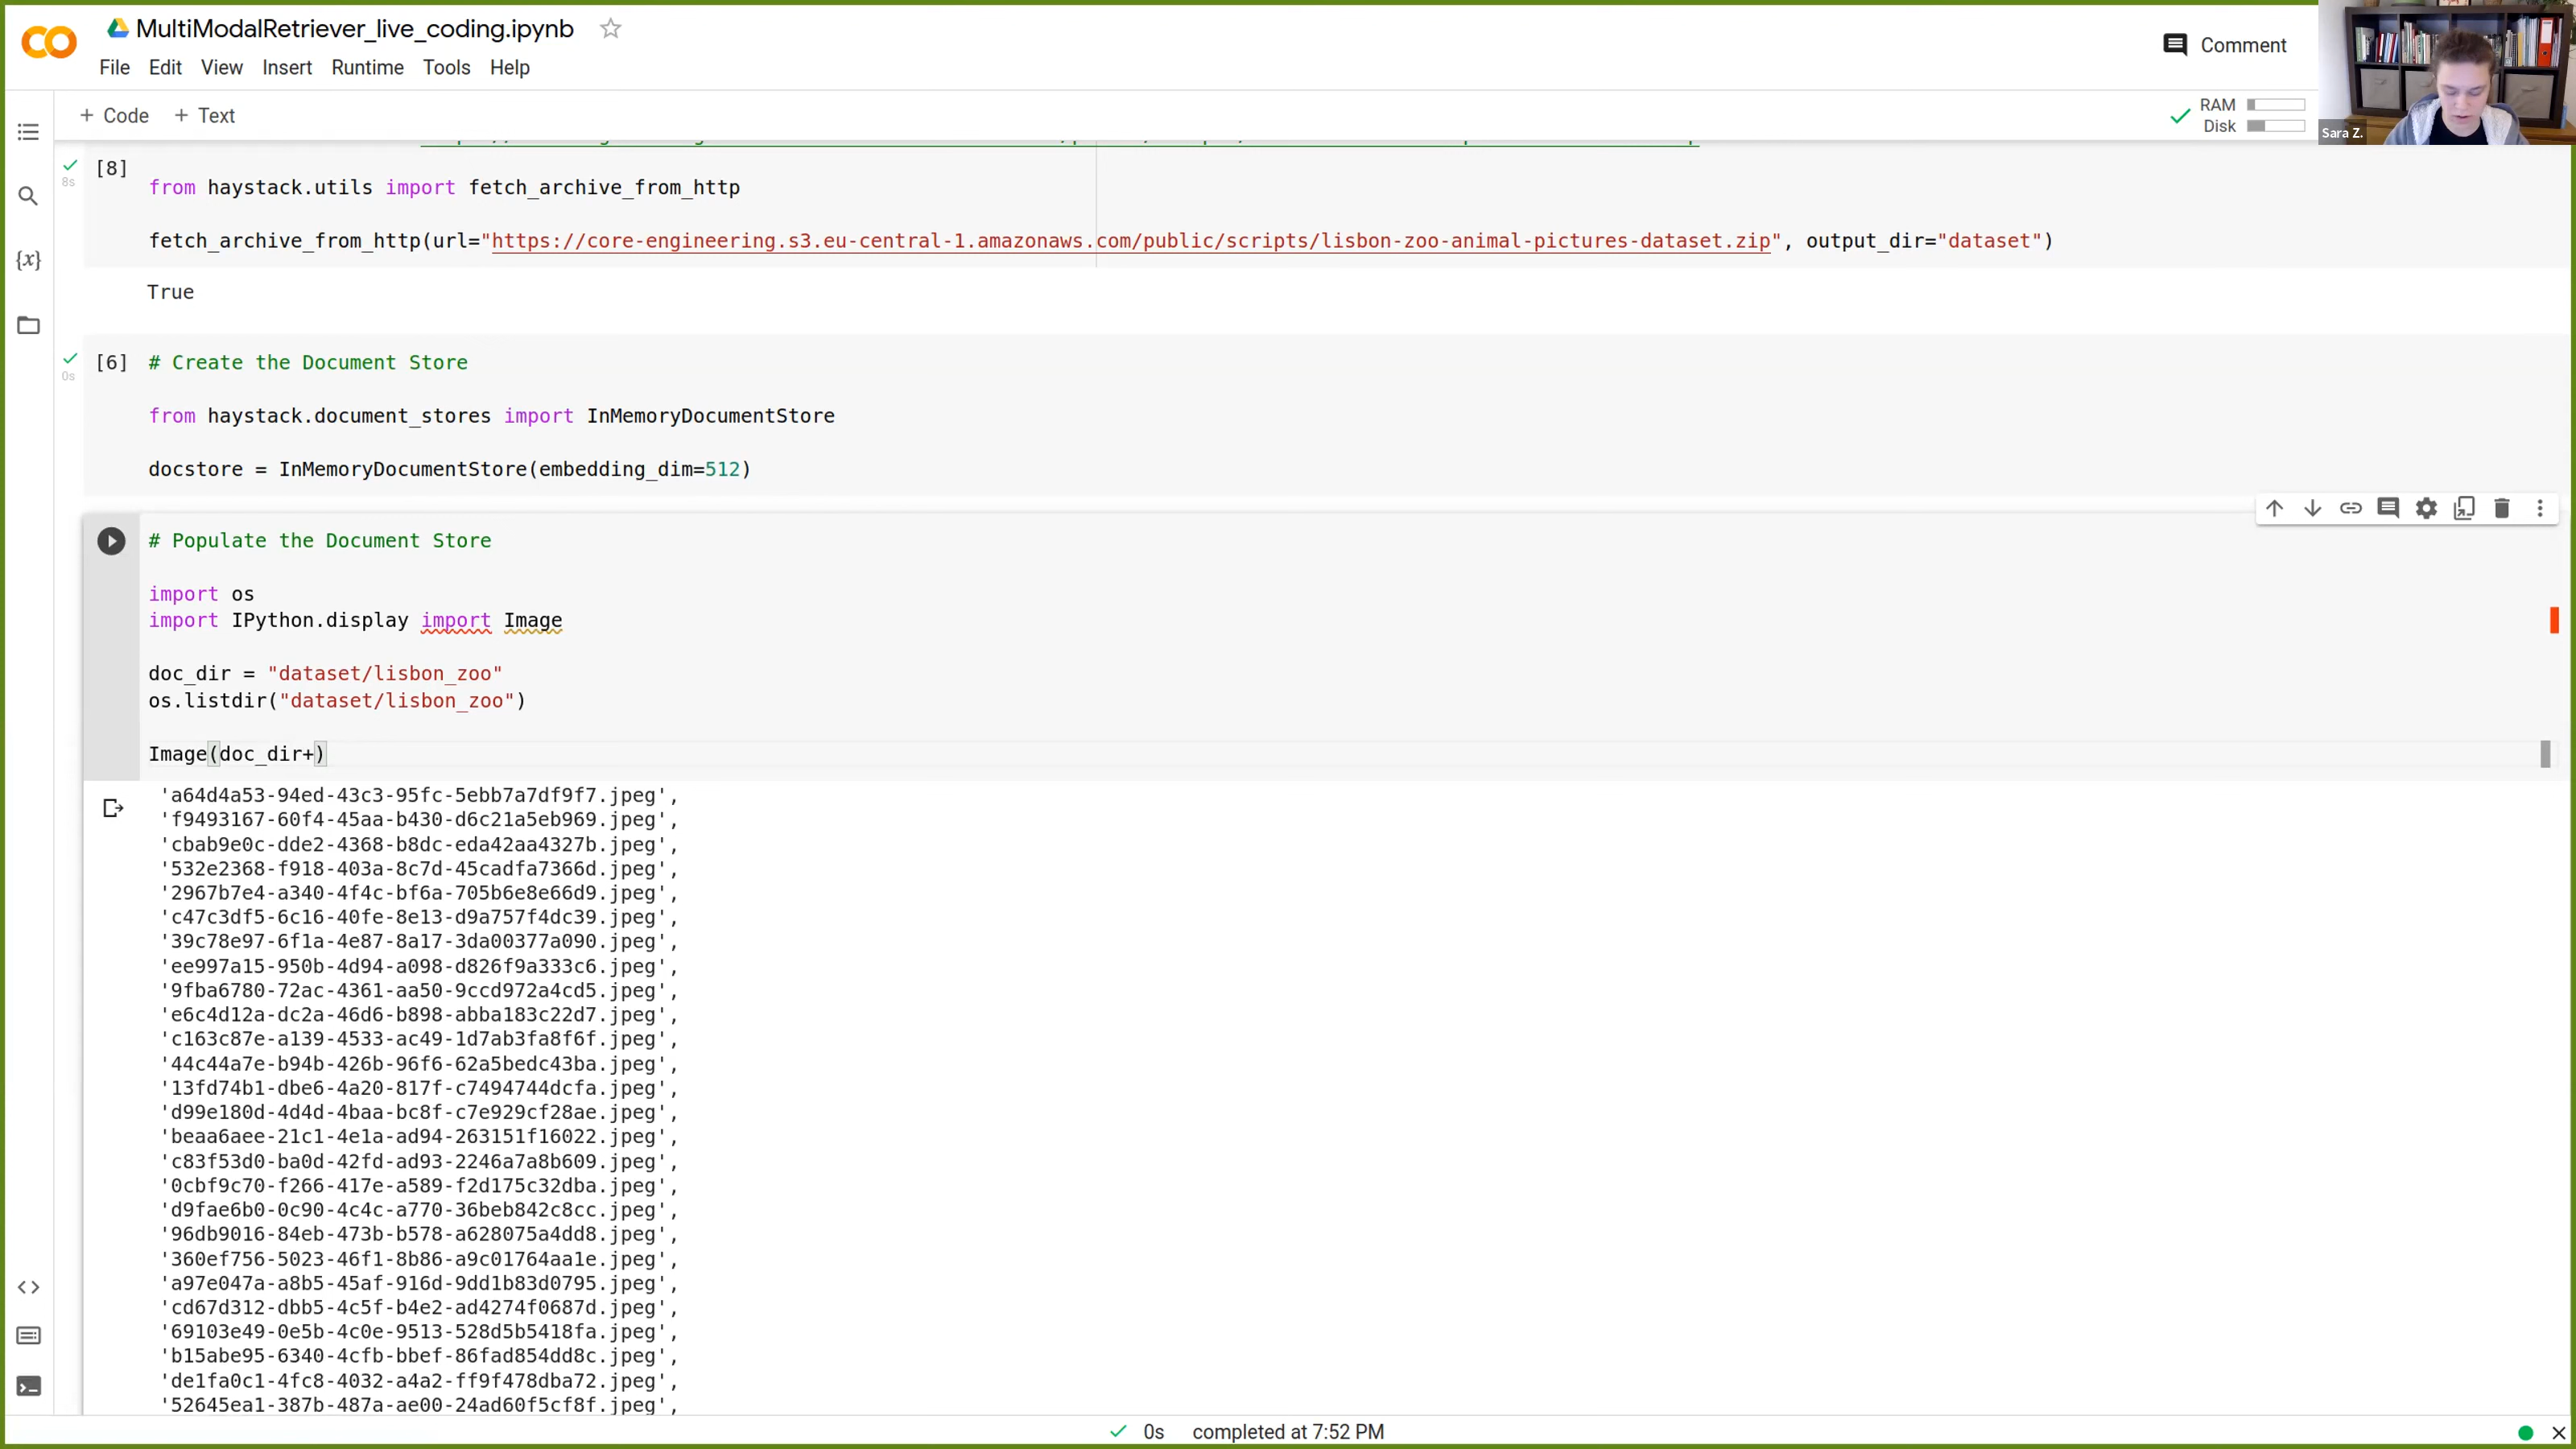 MultiModalRetriever_live_coding.ipynb
File Edit View Insert Runtime Tools Help
Comment
+ Code + Text
RAM
Disk
Sara Z.
[8]
8s
from haystack.utils import fetch_archive_from_http
fetch_archive_from_http(url="https://core-engineering.s3.eu-central-1.amazonaws.com/public/scripts/lisbon-zoo-animal-pictures-dataset.zip", output_dir="dataset")
True
[6] # Create the Document Store
0s
from haystack.document_stores import InMemoryDocumentStore
docstore = InMemoryDocumentStore(embedding_dim=512)
# Populate the Document Store
import os
import IPython.display import Image
doc_dir = "dataset/lisbon_zoo"
os.listdir("dataset/lisbon_zoo")
Image(doc_dir+)
'a64d4a53-94ed-43c3-95fc-5ebb7a7df9f7.jpeg',
'f9493167-60f4-45aa-b430-d6c21a5eb969.jpeg',
'cbab9e0c-dde2-4368-b8dc-eda42aa4327b.jpeg',
'532e2368-f918-403a-8c7d-45cadfa7366d.jpeg',
'2967b7e4-a340-4f4c-bf6a-705b6e8e66d9.jpeg',
'c47c3df5-6c16-40fe-8e13-d9a757f4dc39.jpeg',
'39c78e97-6f1a-4e87-8a17-3da00377a090.jpeg',
'ee997a15-950b-4d94-a098-d826f9a333c6.jpeg',
'9fba6780-72ac-4361-aa50-9ccd972a4cd5.jpeg',
'e6c4d12a-dc2a-46d6-b898-abba183c22d7.jpeg',
'c163c87e-a139-4533-ac49-1d7ab3fa8f6f.jpeg',
'44c44a7e-b94b-426b-96f6-62a5bedc43ba.jpeg',
'13fd74b1-dbe6-4a20-817f-c7494744dcfa.jpeg',
'd99e180d-4d4d-4baa-bc8f-c7e929cf28ae.jpeg',
'beaa6aee-21c1-4e1a-ad94-263151f16022.jpeg',
'c83f53d0-ba0d-42fd-ad93-2246a7a8b609.jpeg',
'0cbf9c70-f266-417e-a589-f2d175c32dba.jpeg',
'd9fae6b0-0c90-4c4c-a770-36beb842c8cc.jpeg',
'96db9016-84eb-473b-b578-a628075a4dd8.jpeg',
'360ef756-5023-46f1-8b86-a9c01764aa1e.jpeg',
'a97e047a-a8b5-45af-916d-9dd1b83d0795.jpeg',
'cd67d312-dbb5-4c5f-b4e2-ad4274f0687d.jpeg',
'69103e49-0e5b-4c0e-9513-528d5b5418fa.jpeg',
'b15abe95-6340-4cfb-bbef-86fad854dd8c.jpeg',
'de1fa0c1-4fc8-4032-a4a2-ff9f478dba72.jpeg',
'52645ea1-387b-487a-ae00-24ad60f5cf8f.jpeg',
0s completed at 7:52 PM